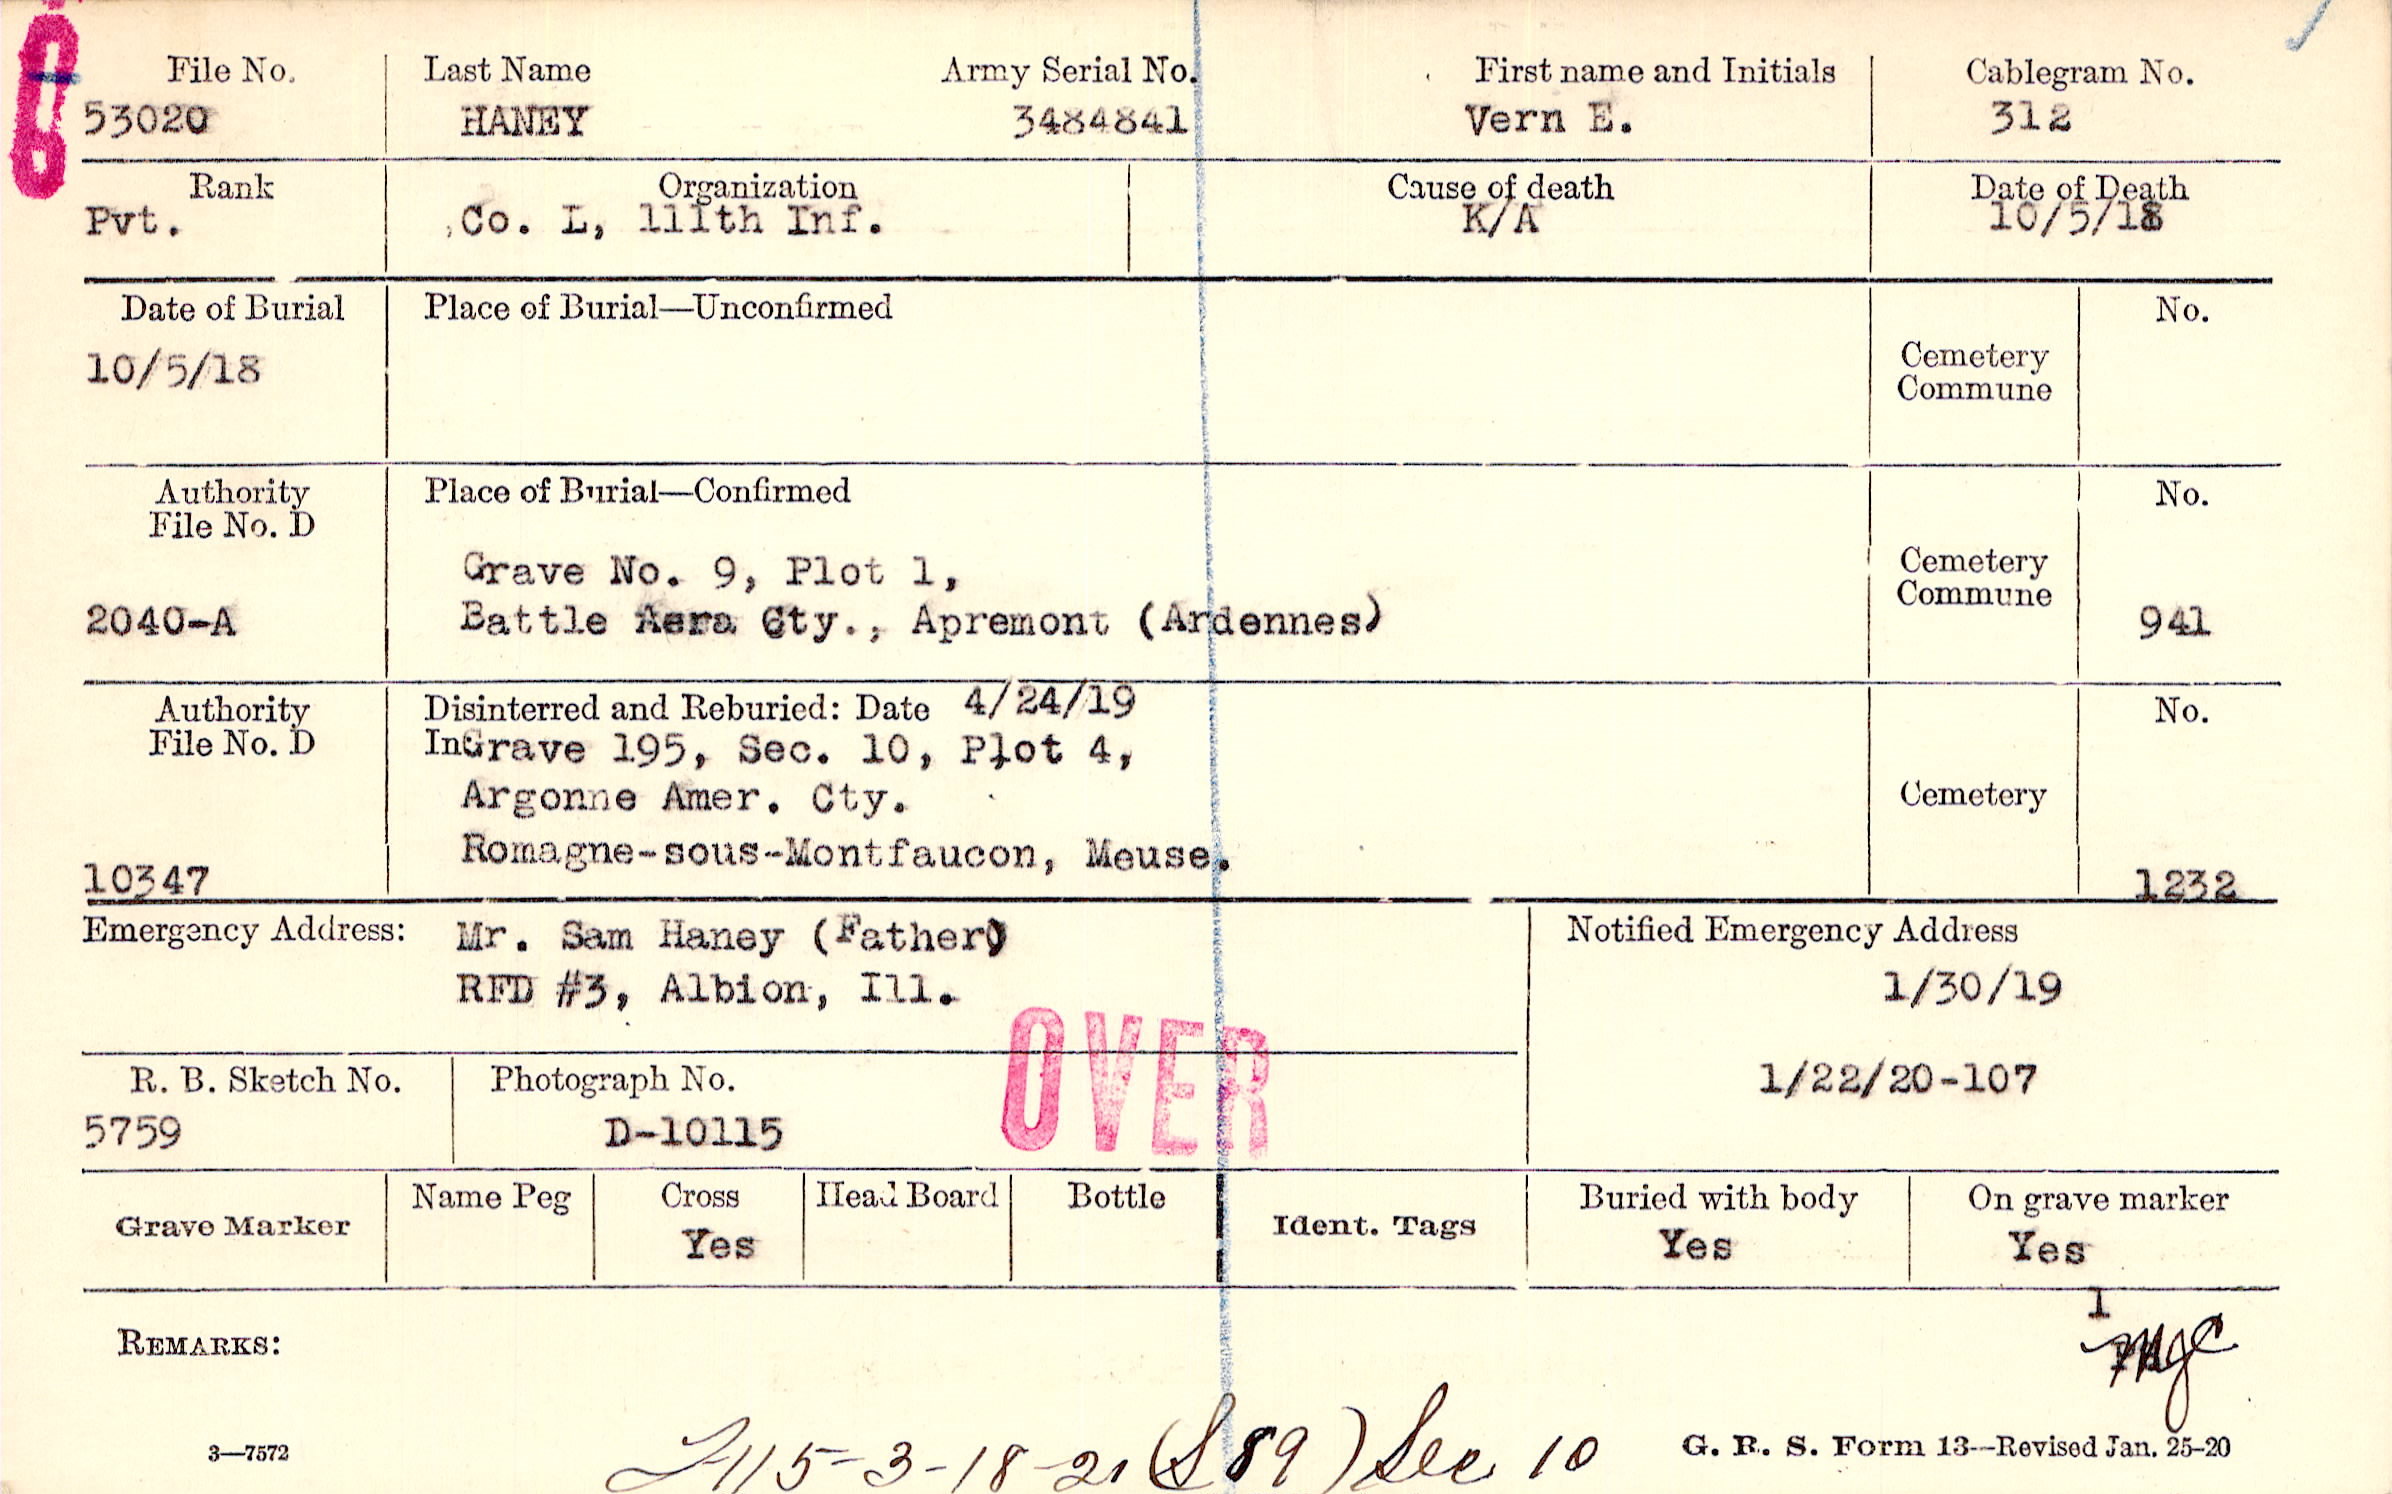 File No. Last Name Army Serial No. First name and Initials Cablegram No.
53020 HANEY 3484841 Vern E. 312
Rank Organization Cause of death Date of Death
Pvt. Co. L, 111th Inf. K/A 10/5/18
Date of Burial Place of Burial—Unconfirmed No.
10/5/18
Cemetery
Commune
Authority Place of Burial—Confirmed No.
File No. D
Grave No. 9, Plot 1,
Cemetery
Commune
2040-A Battle Aera Cty., Apremont (Ardennes) 941
Authority Disinterred and Reburied: Date 4/24/19 No.
File No. D In Grave 195, Sec. 10, Plot 4,
Argonne Amer. Cty. Cemetery
Romagne-sous-Montfaucon, Meuse.
10347 1232
Emergency Address: Mr. Sam Haney (Father) Notified Emergency Address
RFD #3, Albion, Ill. 1/30/19
OVER
R. B. Sketch No. Photograph No. 1/22/20-107
5759 D-10115
Grave Marker Name Peg Cross Head Board Bottle Ident. Tags Buried with body On grave marker
Yes Yes Yes
1
REMARKS:
3—7572 115-3-18-21 (S 89) Sec 10 G. R. S. Form 13—Revised Jan. 25-20